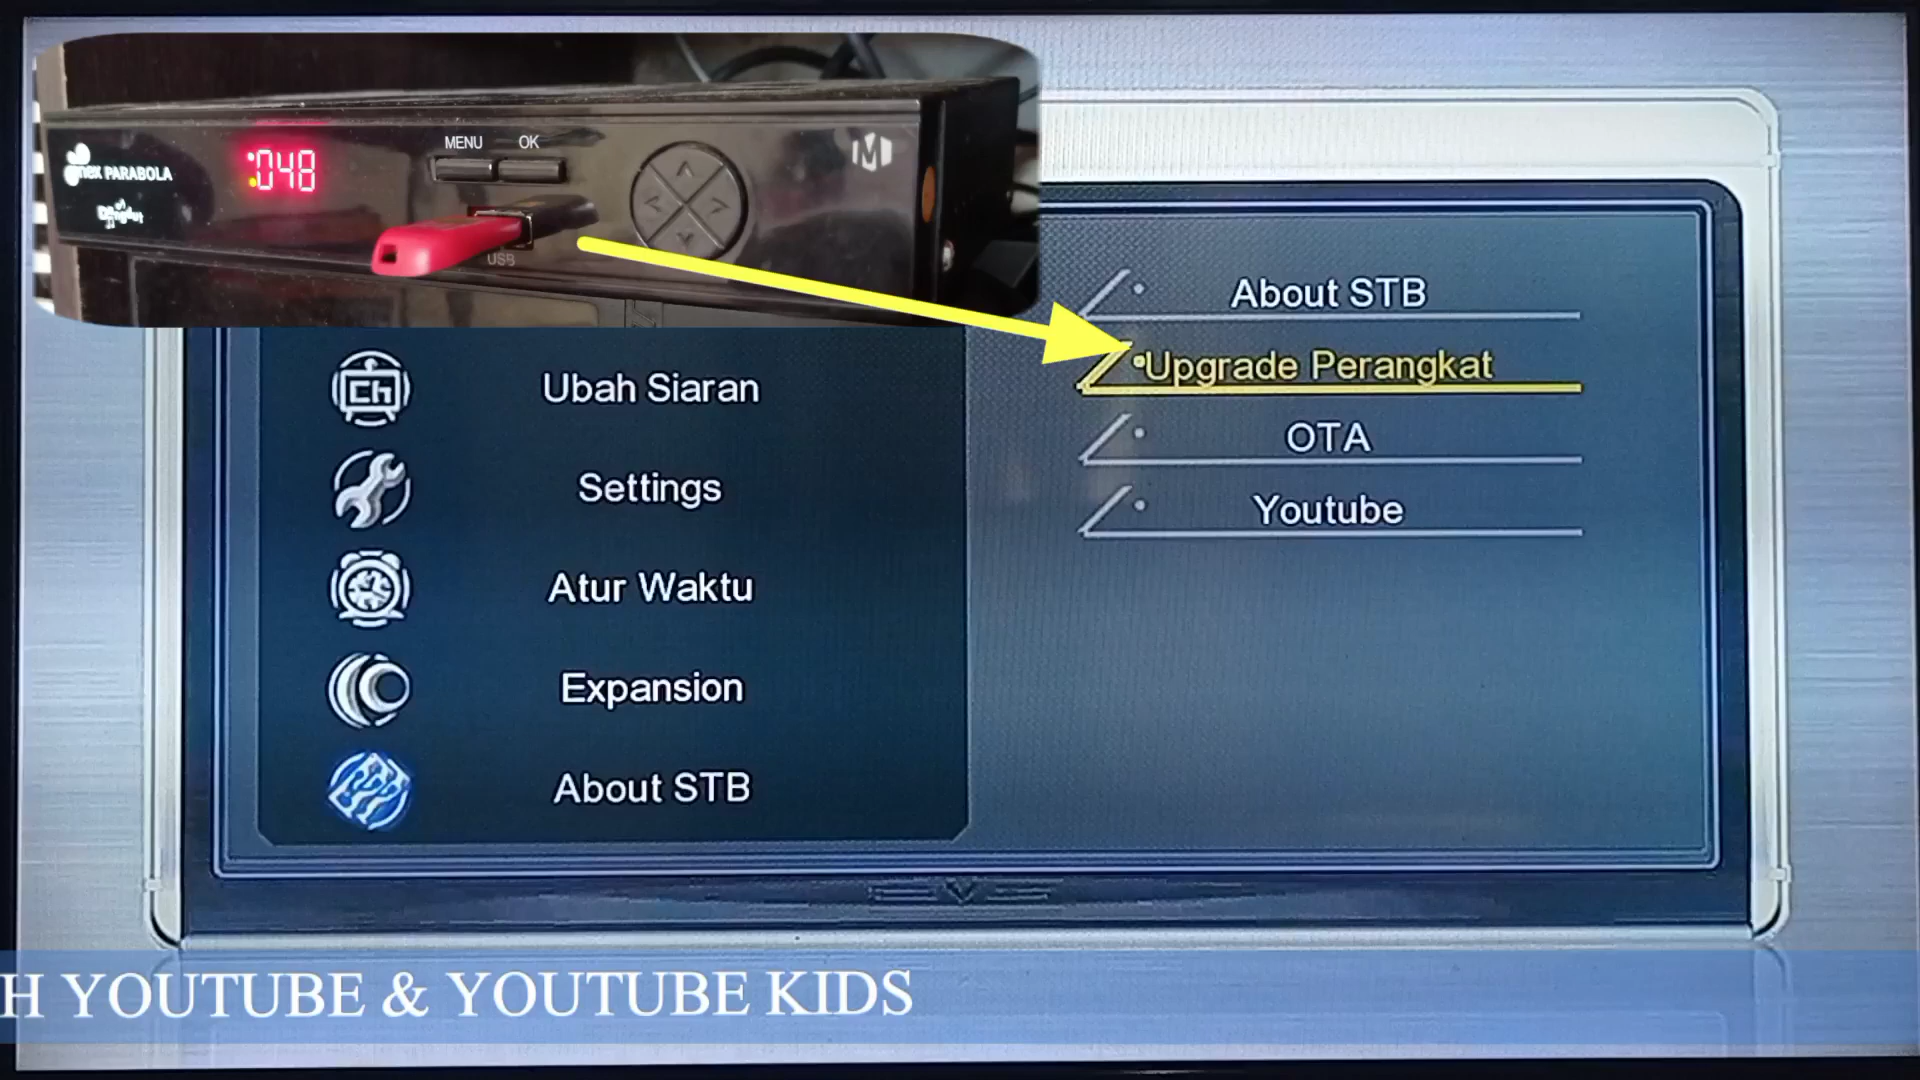 MENU OK
nex PARABOLA
:048
Dangdut
USB
M
About STB
Upgrade Perangkat
OTA
Youtube
Ubah Siaran
Settings
Atur Waktu
Expansion
About STB
H YOUTUBE & YOUTUBE KIDS